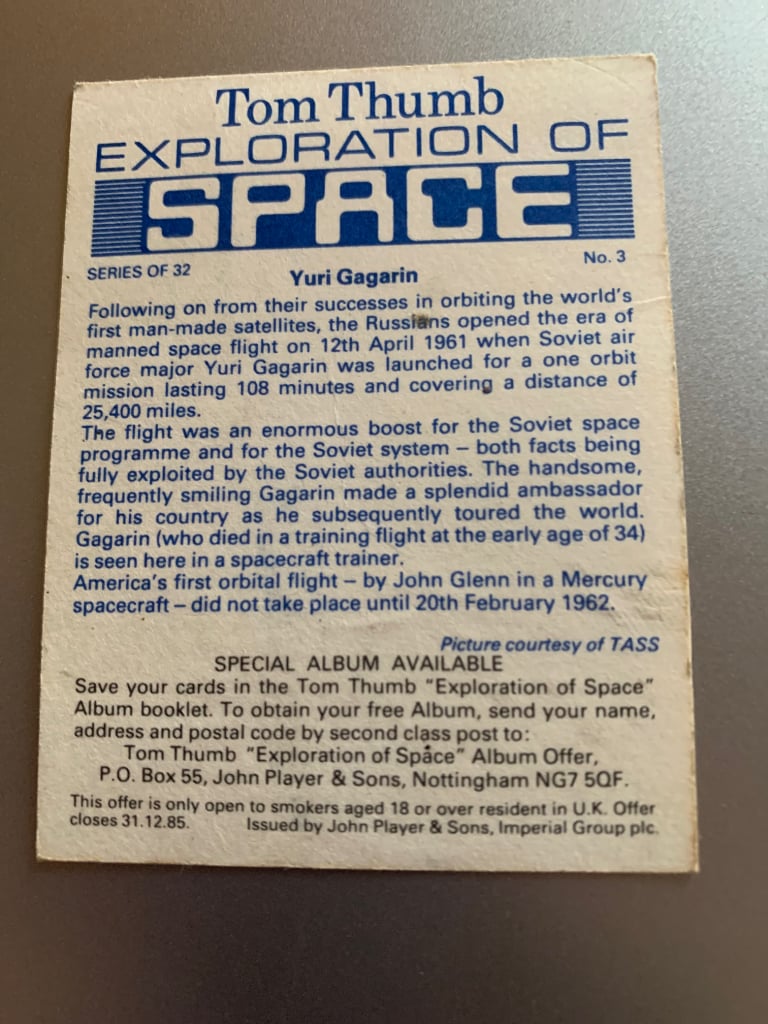 Tom Thumb
EXPLORATION OF
SPACE
SERIES OF 32
No. 3
Yuri Gagarin
Following on from their successes in orbiting the world's
first man-made satellites, the Russians opened the era of
manned space flight on 12th April 1961 when Soviet air
force major Yuri Gagarin was launched for a one orbit
mission lasting 108 minutes and covering a distance of
25,400 miles.
The flight was an enormous boost for the Soviet space
programme and for the Soviet system – both facts being
fully exploited by the Soviet authorities. The handsome,
frequently smiling Gagarin made a splendid ambassador
for his country as he subsequently toured the world.
Gagarin (who died in a training flight at the early age of 34)
is seen here in a spacecraft trainer.
America's first orbital flight – by John Glenn in a Mercury
spacecraft – did not take place until 20th February 1962.
Picture courtesy of TASS
SPECIAL ALBUM AVAILABLE
Save your cards in the Tom Thumb "Exploration of Space"
Album booklet. To obtain your free Album, send your name,
address and postal code by second class post to:
Tom Thumb "Exploration of Space" Album Offer,
P.O. Box 55, John Player & Sons, Nottingham NG7 5QF.
This offer is only open to smokers aged 18 or over resident in U.K. Offer
closes 31.12.85. Issued by John Player & Sons, Imperial Group plc.